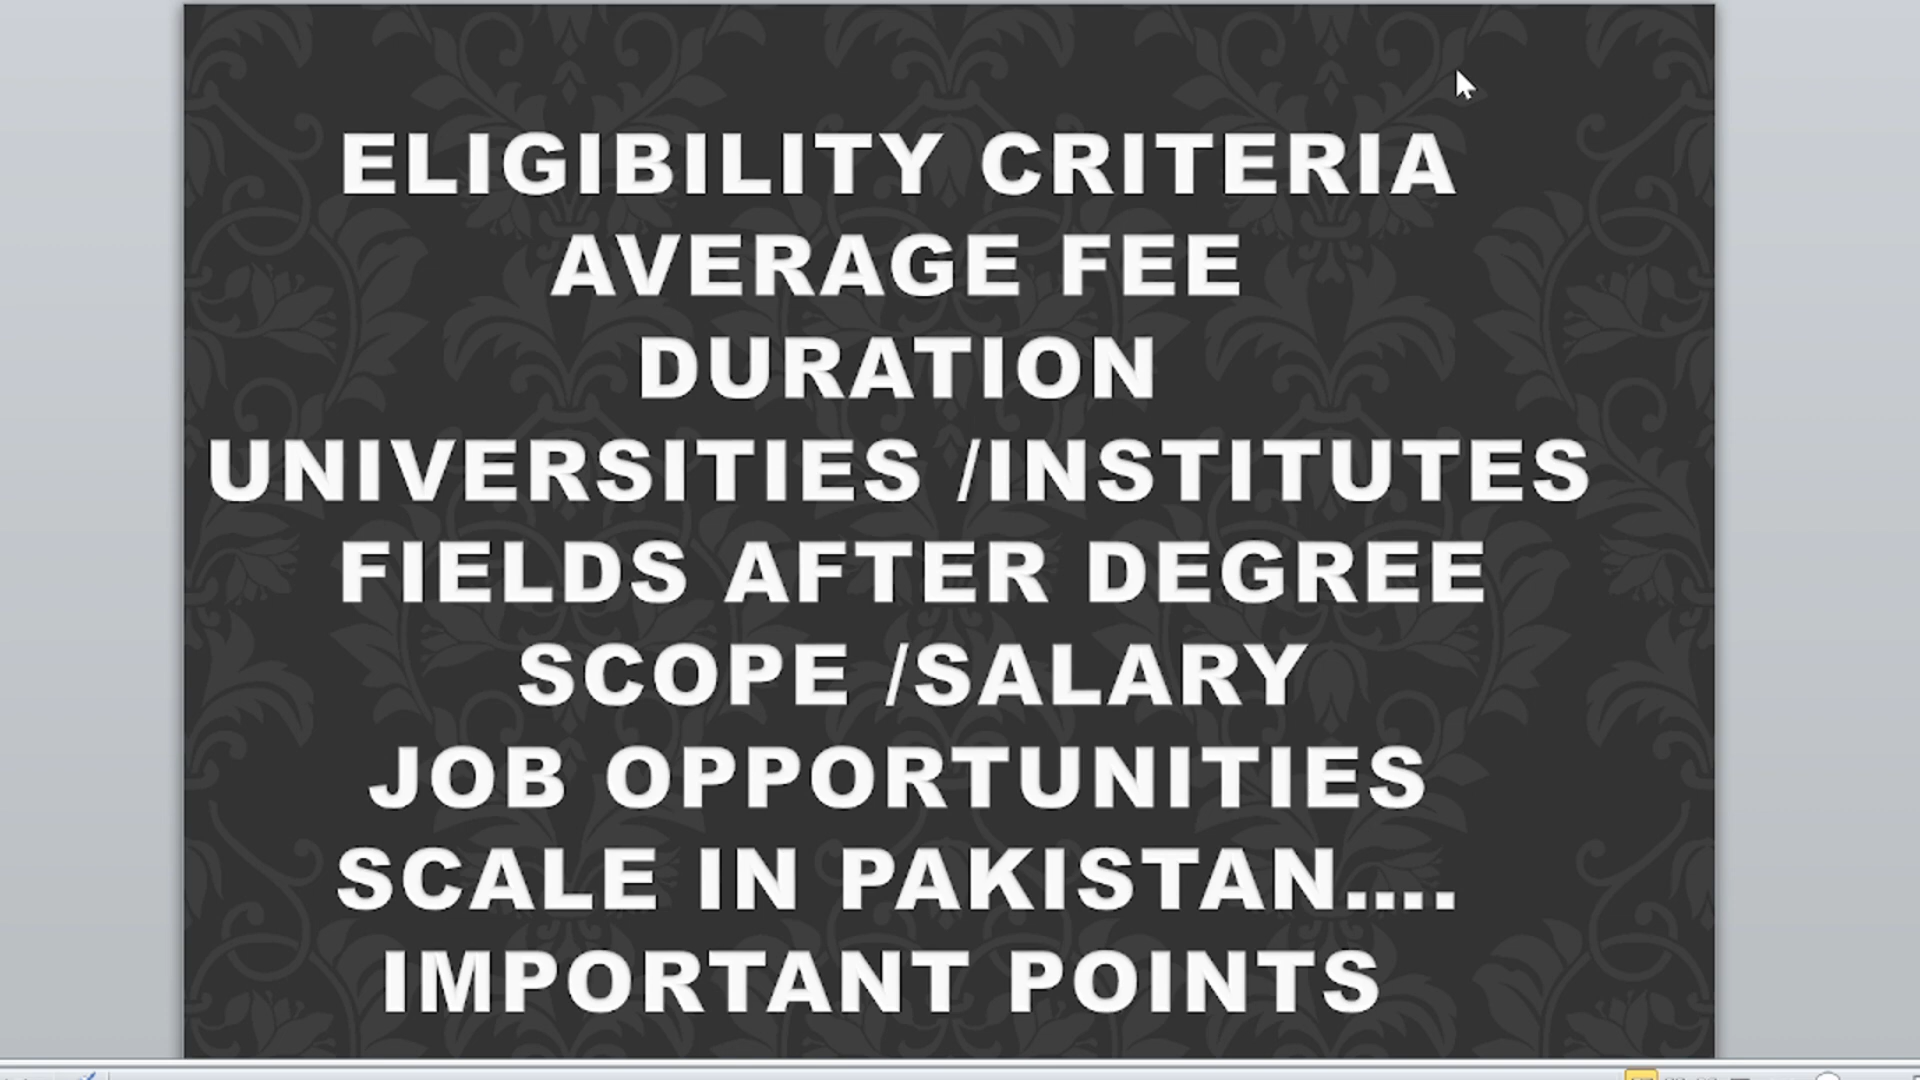 ELIGIBILITY CRITERIA
AVERAGE FEE
DURATION
UNIVERSITIES /INSTITUTES
FIELDS AFTER DEGREE
SCOPE /SALARY
JOB OPPORTUNITIES
SCALE IN PAKISTAN....
IMPORTANT POINTS